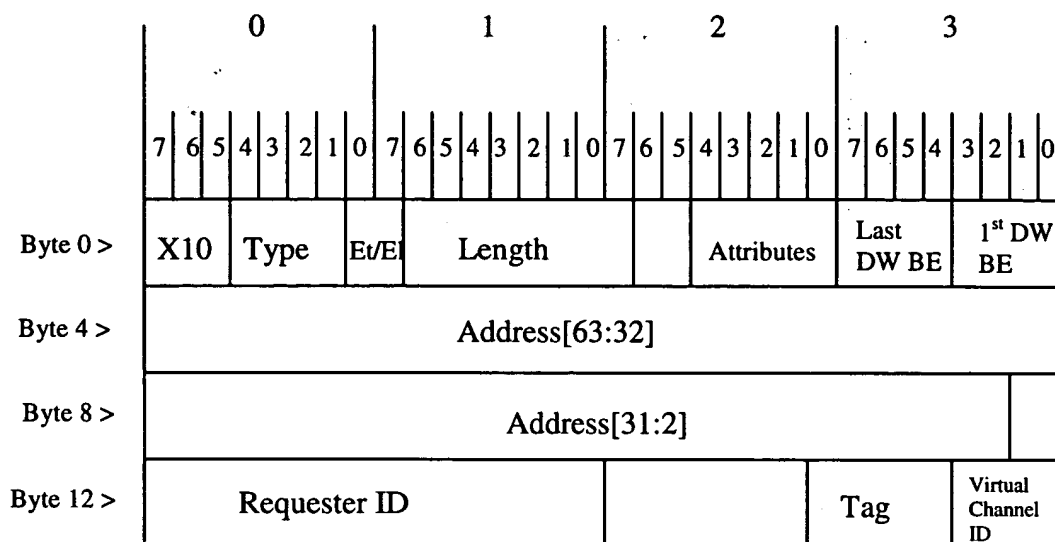 0 1 2 3
7 6 5 4 3 2 1 0 7 6 5 4 3 2 1 0 7 6 5 4 3 2 1 0 7 6 5 4 3 2 1 0
Byte 0 > X10 Type Et/El Length Attributes Last DW BE 1st DW BE
Byte 4 > Address[63:32]
Byte 8 > Address[31:2]
Byte 12 > Requester ID Tag Virtual Channel ID